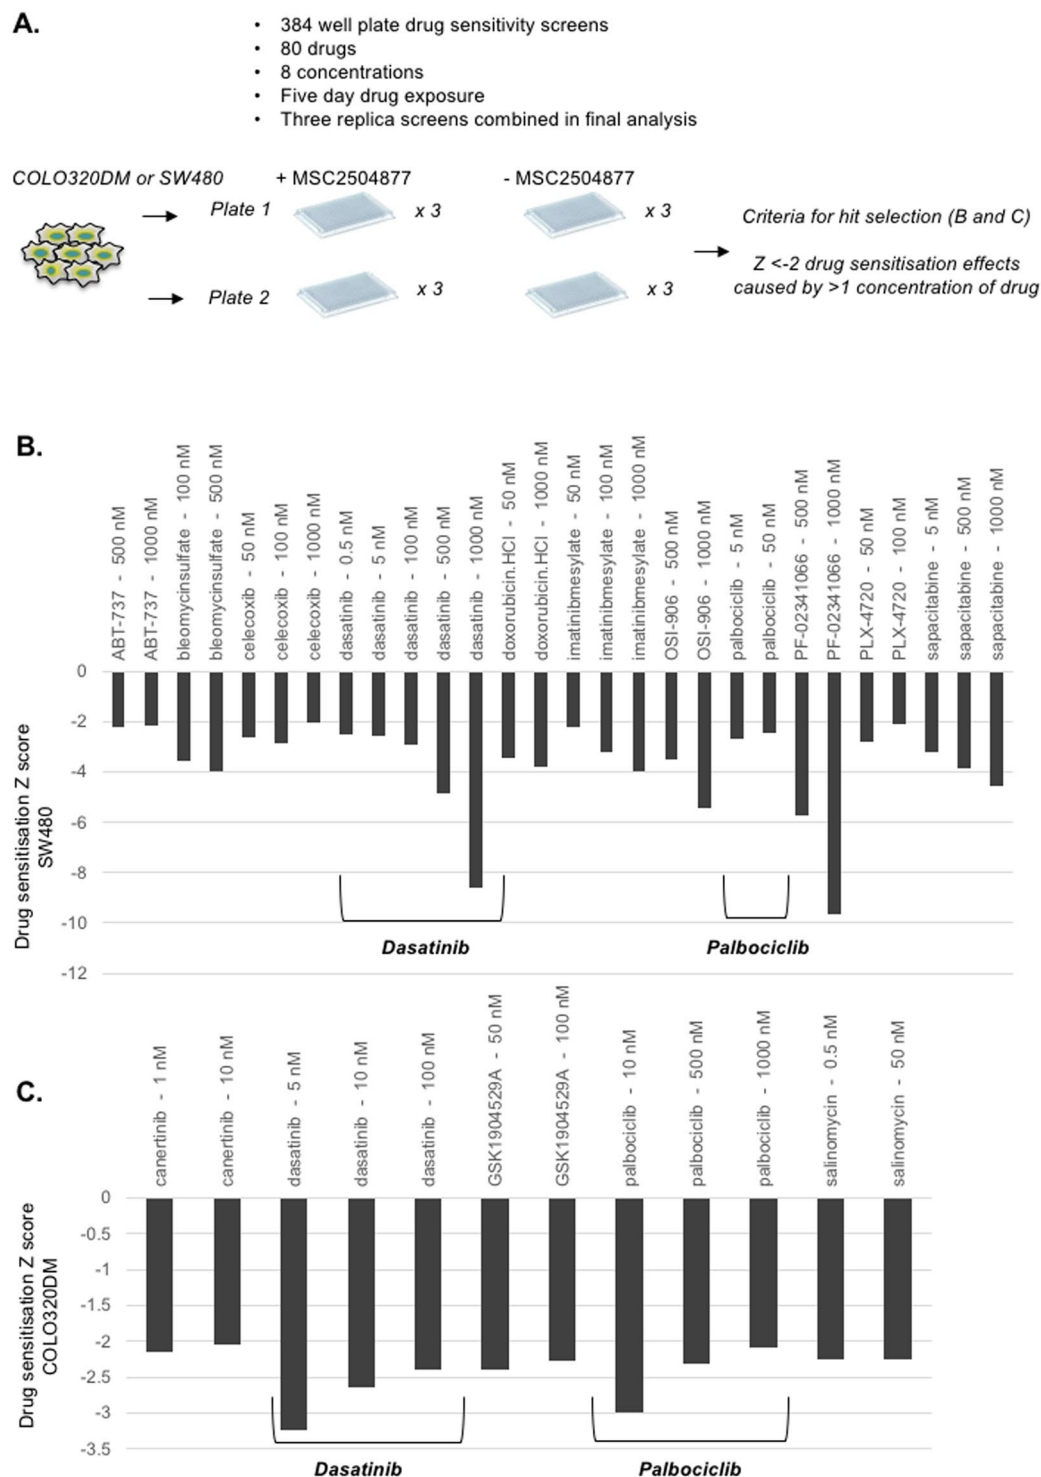 A.
• 384 well plate drug sensitivity screens
• 80 drugs
• 8 concentrations
• Five day drug exposure
• Three replica screens combined in final analysis
COLO320DM or SW480
+ MSC2504877
- MSC2504877
Plate 1
x 3
x 3
Plate 2
x 3
x 3
Criteria for hit selection (B and C)
Z <-2 drug sensitisation effects
caused by >1 concentration of drug
B.
ABT-737 - 500 nM
ABT-737 - 1000 nM
bleomycinsulfate - 100 nM
bleomycinsulfate - 500 nM
celecoxib - 50 nM
celecoxib - 100 nM
celecoxib - 1000 nM
dasatinib - 0.5 nM
dasatinib - 5 nM
dasatinib - 100 nM
dasatinib - 500 nM
dasatinib - 1000 nM
doxorubicin.HCl - 50 nM
doxorubicin.HCl - 1000 nM
imatinibmesylate - 50 nM
imatinibmesylate - 100 nM
imatinibmesylate - 1000 nM
OSI-906 - 500 nM
OSI-906 - 1000 nM
palbociclib - 5 nM
palbociclib - 50 nM
PF-02341066 - 500 nM
PF-02341066 - 1000 nM
PLX-4720 - 50 nM
PLX-4720 - 100 nM
sapacitabine - 5 nM
sapacitabine - 500 nM
sapacitabine - 1000 nM
Drug sensitisation Z score
SW480
0
-2
-4
-6
-8
-10
-12
Dasatinib
Palbociclib
C.
canertinib - 1 nM
canertinib - 10 nM
dasatinib - 5 nM
dasatinib - 10 nM
dasatinib - 100 nM
GSK1904529A - 50 nM
GSK1904529A - 100 nM
palbociclib - 10 nM
palbociclib - 500 nM
palbociclib - 1000 nM
salinomycin - 0.5 nM
salinomycin - 50 nM
Drug sensitisation Z score
COLO320DM
0
-0.5
-1
-1.5
-2
-2.5
-3
-3.5
Dasatinib
Palbociclib